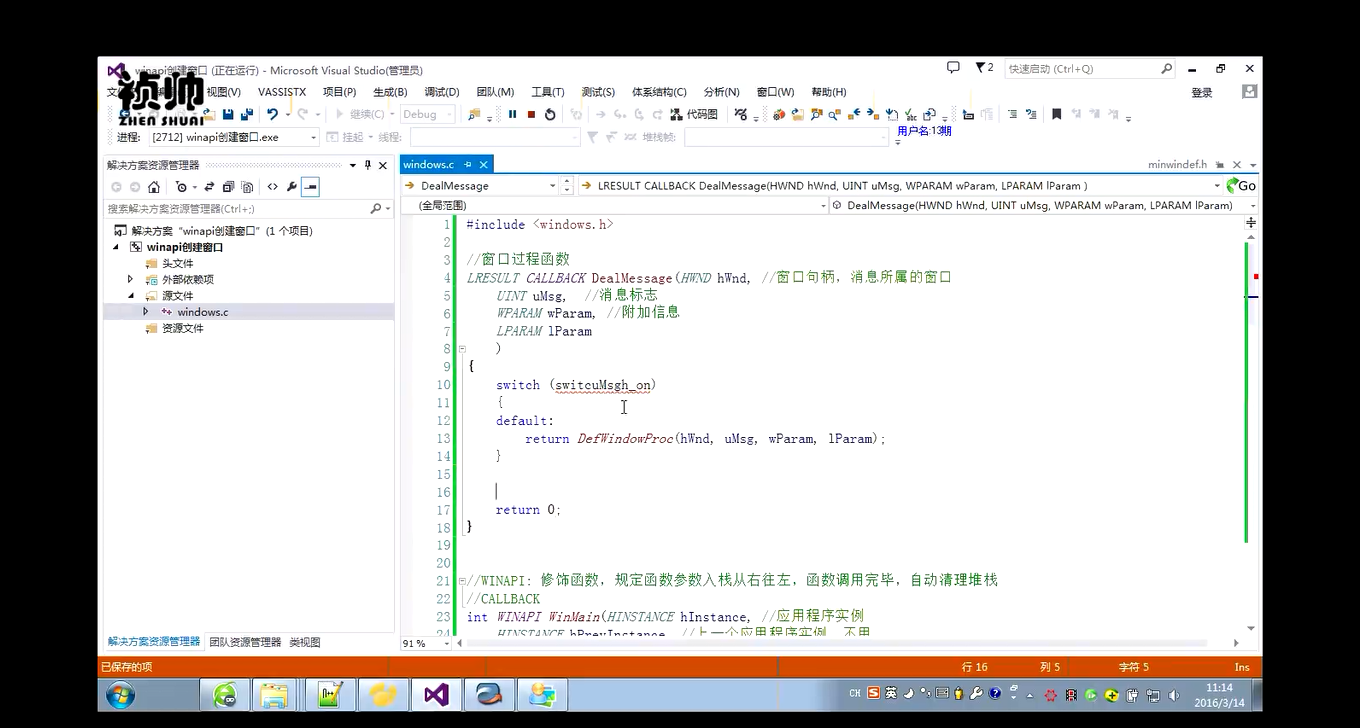 winapi创建窗口 (正在运行) - Microsoft Visual Studio(管理员)
2
快速启动 (Ctrl+Q)
祯帅
ZHEN SHUAI
视图(V) VASSISTX 项目(P) 生成(B) 调试(D) 团队(M) 工具(T) 测试(S) 体系结构(C) 分析(N) 窗口(W) 帮助(H)
登录
继续(C) Debug 代码图
用户名:13期
进程: [2712] winapi创建窗口.exe 挂起 线程: 堆栈帧:
解决方案资源管理器
windows.c
minwindef.h
DealMessage
LRESULT CALLBACK DealMessage(HWND hWnd, UINT uMsg, WPARAM wParam, LPARAM lParam )
Go
搜索解决方案资源管理器(Ctrl+;)
(全局范围)
DealMessage(HWND hWnd, UINT uMsg, WPARAM wParam, LPARAM lParam)
解决方案 "winapi创建窗口" (1 个项目)
winapi创建窗口
头文件
外部依赖项
源文件
windows.c
资源文件
1 #include <windows.h>
2
3 //窗口过程函数
4 LRESULT CALLBACK DealMessage(HWND hWnd, //窗口句柄，消息所属的窗口
5 UINT uMsg, //消息标志
6 WPARAM wParam, //附加信息
7 LPARAM lParam
8 )
9 {
10 switch (switcuMsgh_on)
11 {
12 default:
13 return DefWindowProc(hWnd, uMsg, wParam, lParam);
14 }
15
16
17 return 0;
18 }
19
20
21 //WINAPI: 修饰函数，规定函数参数入栈从右往左，函数调用完毕，自动清理堆栈
22 //CALLBACK
23 int WINAPI WinMain(HINSTANCE hInstance, //应用程序实例
24 HINSTANCE hPrevInstance, //上一个应用程序实例，不用
91 %
解决方案资源管理器 团队资源管理器 类视图
已保存的项
行 16 列 5 字符 5 Ins
CH 英
11:14
2016/3/14